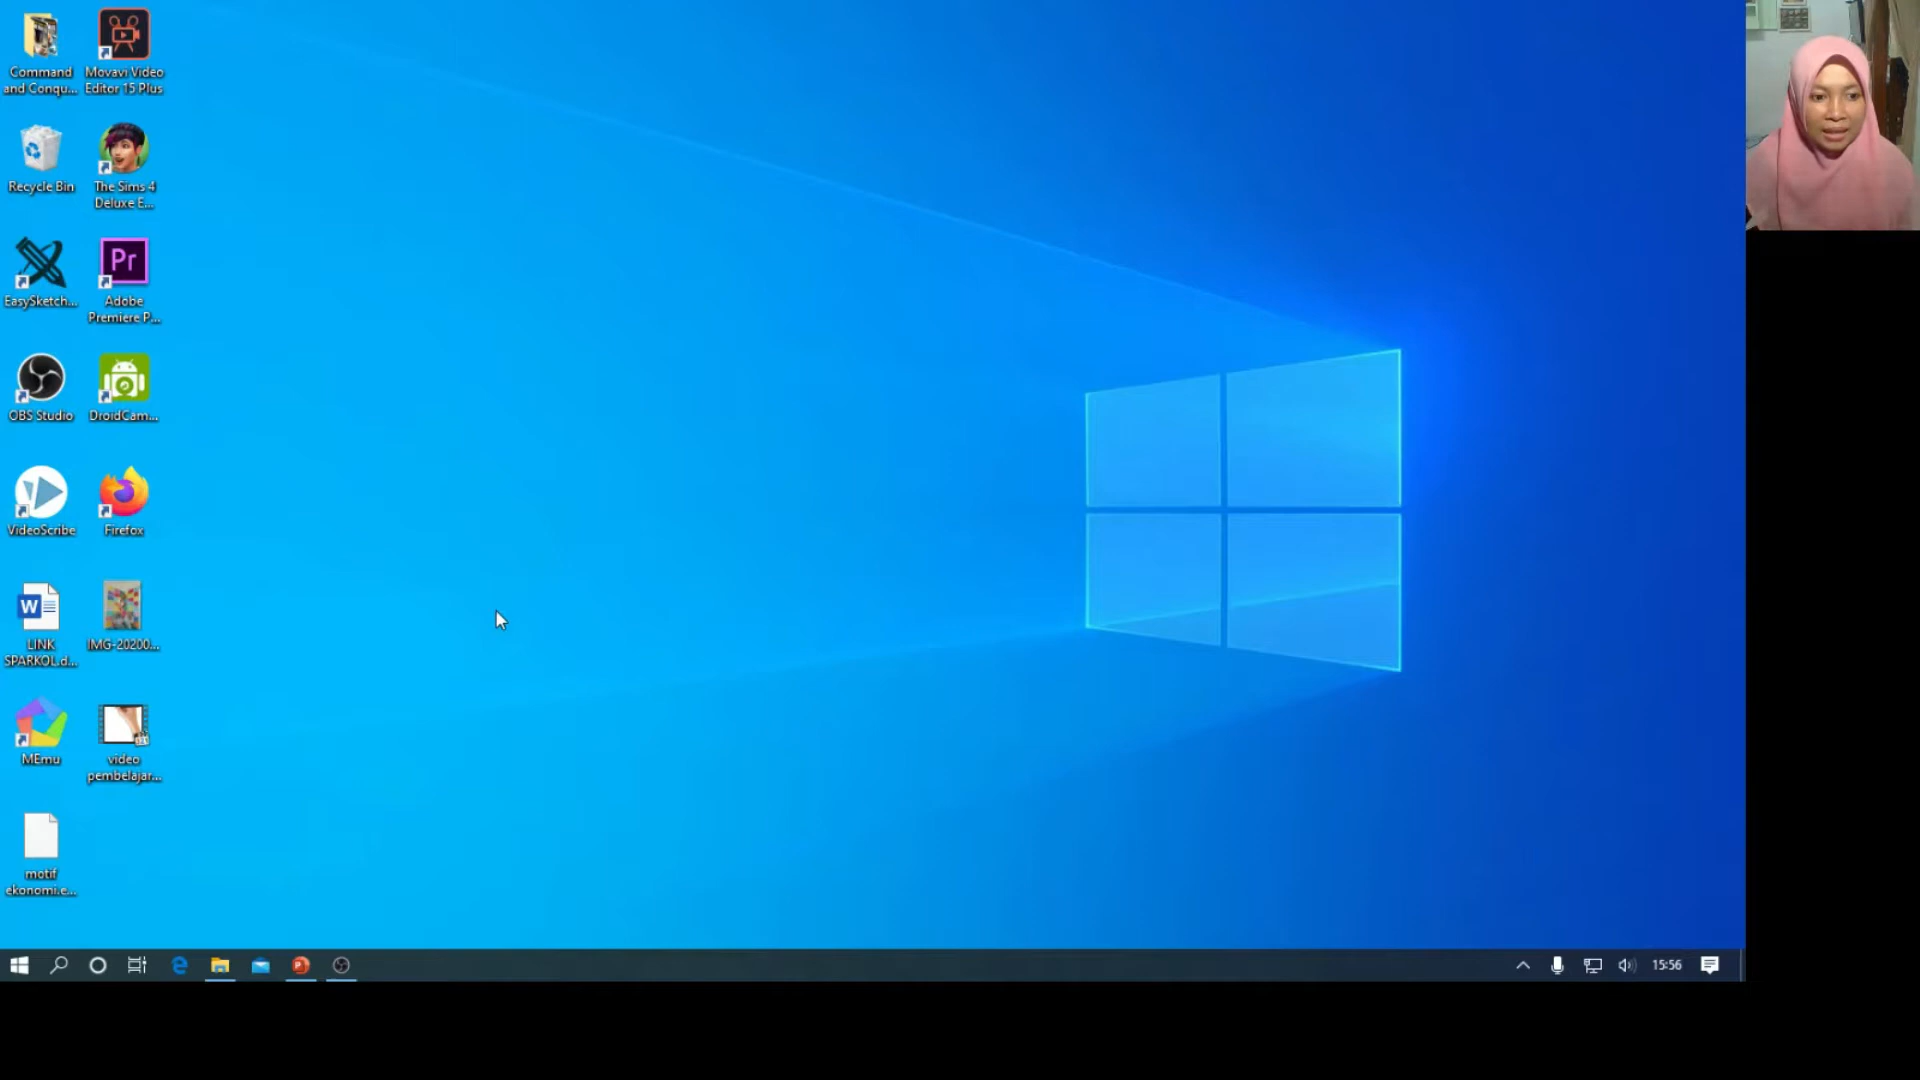 Command
and Conqu...
Movavi Video
Editor 15 Plus
Recycle Bin
The Sims 4
Deluxe E...
EasySketch...
Pr
Adobe
Premiere P...
OBS Studio
DroidCam...
VideoScribe
Firefox
W
LINK
SPARKOL.d...
IMG-20200...
MEmu
video
pembelajar...
motif
ekonomi.e...
P
15:56